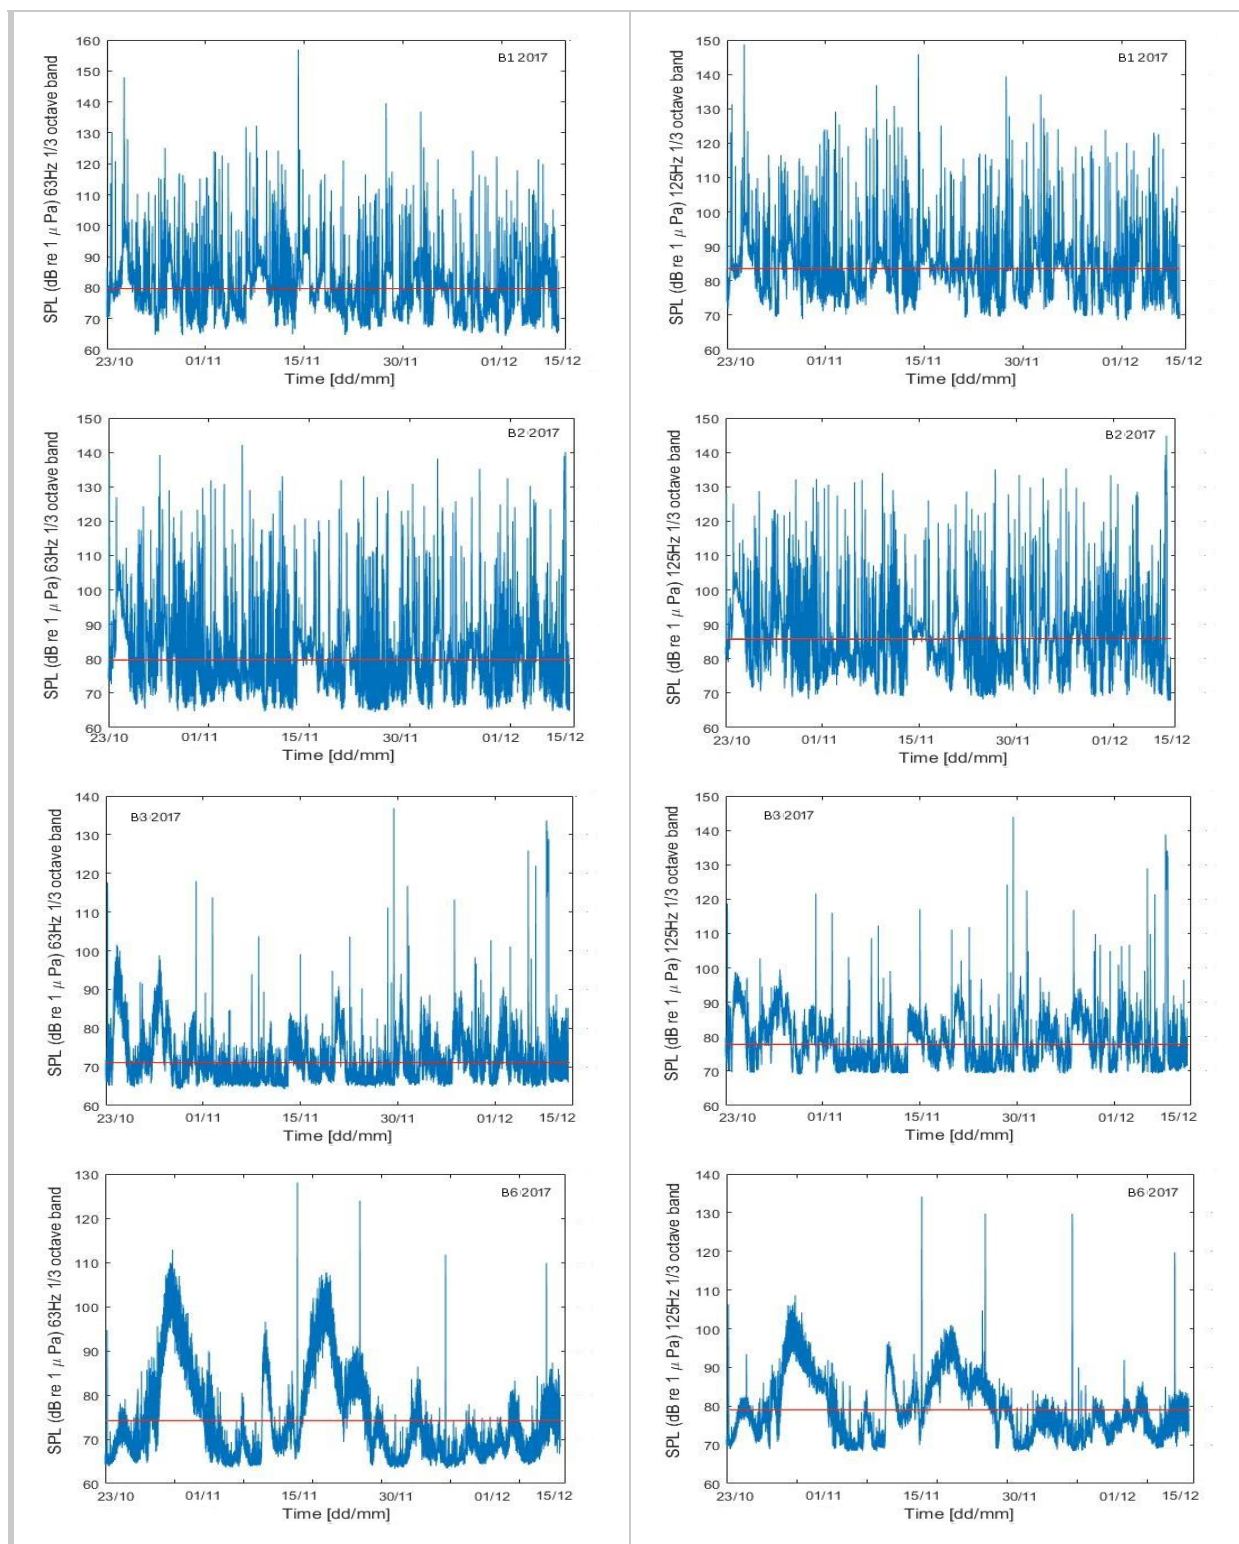 SPL (dB re 1 μ Pa) 63Hz 1/3 octave band
160
150
140
130
120
110
100
90
80
70
60
B1 2017
23/10 01/11 15/11 30/11 01/12 15/12
Time [dd/mm]
SPL (dB re 1 μ Pa) 125Hz 1/3 octave band
150
140
130
120
110
100
90
80
70
60
B1 2017
23/10 01/11 15/11 30/11 01/12 15/12
Time [dd/mm]
SPL (dB re 1 μ Pa) 63Hz 1/3 octave band
150
140
130
120
110
100
90
80
70
60
B2 2017
23/10 01/11 15/11 30/11 01/12 15/12
Time [dd/mm]
SPL (dB re 1 μ Pa) 125Hz 1/3 octave band
150
140
130
120
110
100
90
80
70
60
B2 2017
23/10 01/11 15/11 30/11 01/12 15/12
Time [dd/mm]
SPL (dB re 1 μ Pa) 63Hz 1/3 octave band
140
130
120
110
100
90
80
70
60
B3 2017
23/10 01/11 15/11 30/11 01/12 15/12
Time [dd/mm]
SPL (dB re 1 μ Pa) 125Hz 1/3 octave band
150
140
130
120
110
100
90
80
70
60
B3 2017
23/10 01/11 15/11 30/11 01/12 15/12
Time [dd/mm]
SPL (dB re 1 μ Pa) 63Hz 1/3 octave band
130
120
110
100
90
80
70
60
B6 2017
23/10 01/11 15/11 30/11 01/12 15/12
Time [dd/mm]
SPL (dB re 1 μ Pa) 125Hz 1/3 octave band
140
130
120
110
100
90
80
70
60
B6 2017
23/10 01/11 15/11 30/11 01/12 15/12
Time [dd/mm]